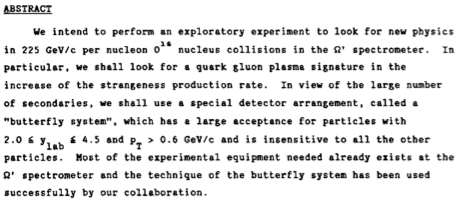 ABSTRACT
We intend to perform an exploratory experiment to look for new physics
in 225 GeV/c per nucleon O¹⁶ nucleus collisions in the Ω' spectrometer. In
particular, we shall look for a quark gluon plasma signature in the
increase of the strangeness production rate. In view of the large number
of secondaries, we shall use a special detector arrangement, called a
"butterfly system", which has a large acceptance for particles with
2.0 ≤ y_lab ≤ 4.5 and p_T > 0.6 GeV/c and is insensitive to all the other
particles. Most of the experimental equipment needed already exists at the
Ω' spectrometer and the technique of the butterfly system has been used
successfully by our collaboration.